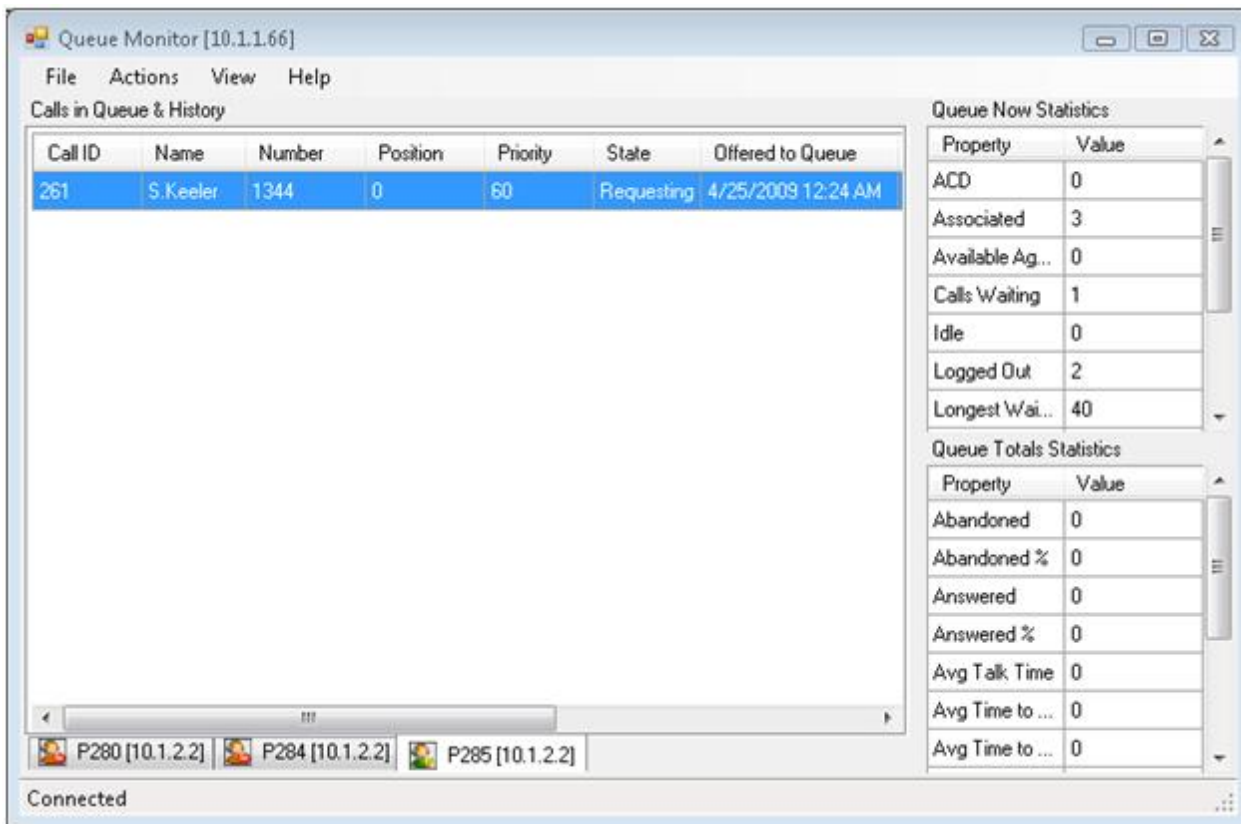 Queue Monitor [10.1.1.66]
File Actions View Help
Calls in Queue & History
Call ID Name Number Position Priority State Offered to Queue
261 S.Keeler 1344 0 60 Requesting 4/25/2009 12:24 AM
Queue Now Statistics
Property Value
ACD 0
Associated 3
Available Ag... 0
Calls Waiting 1
Idle 0
Logged Out 2
Longest Wai... 40
Queue Totals Statistics
Property Value
Abandoned 0
Abandoned % 0
Answered 0
Answered % 0
Avg Talk Time 0
Avg Time to ... 0
Avg Time to ... 0
P280 [10.1.2.2] P284 [10.1.2.2] P285 [10.1.2.2]
Connected